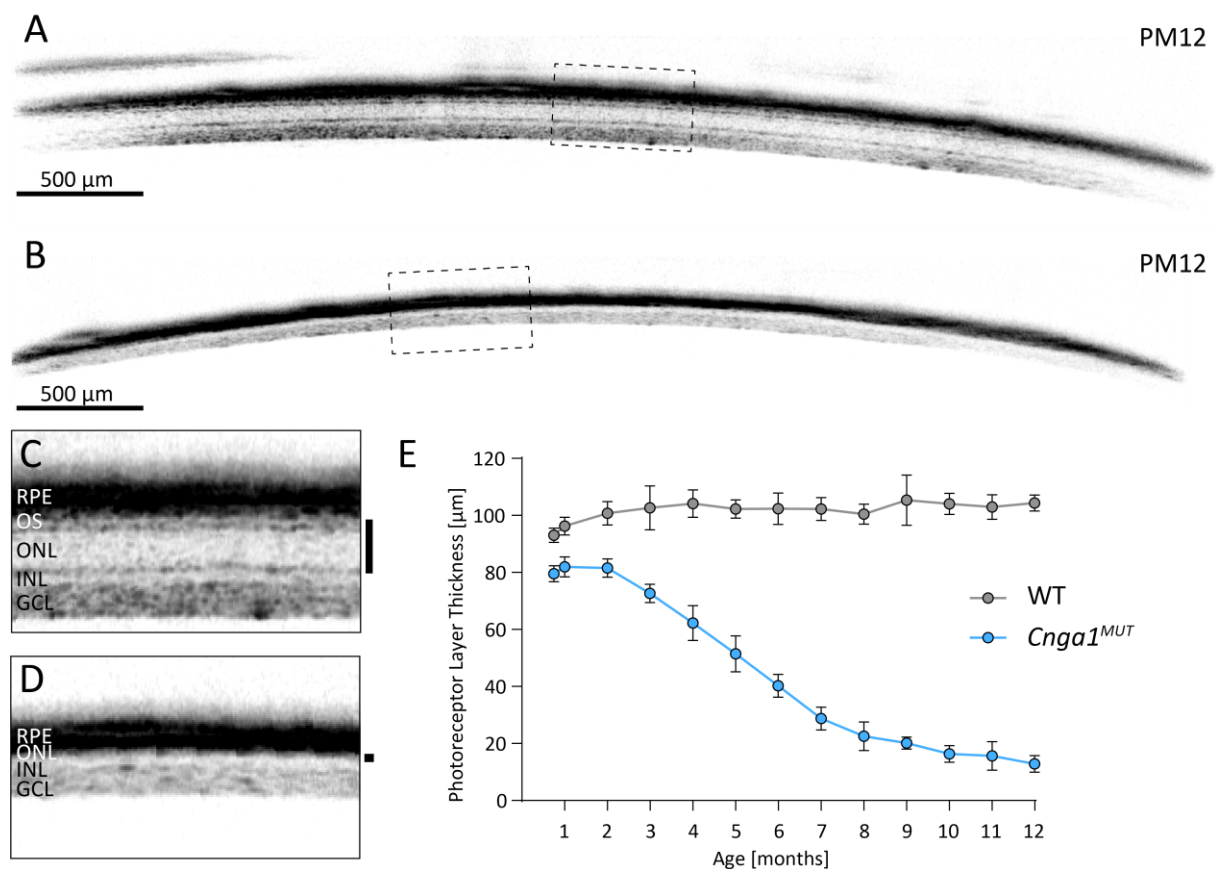 A
PM12
500 µm
B
PM12
500 µm
C
RPE
OS
ONL
INL
GCL
D
RPE
ONL
INL
GCL
E
Photoreceptor Layer Thickness [µm]
120
100
80
60
40
20
0
1 2 3 4 5 6 7 8 9 10 11 12
Age [months]
WT
Cnga1MUT